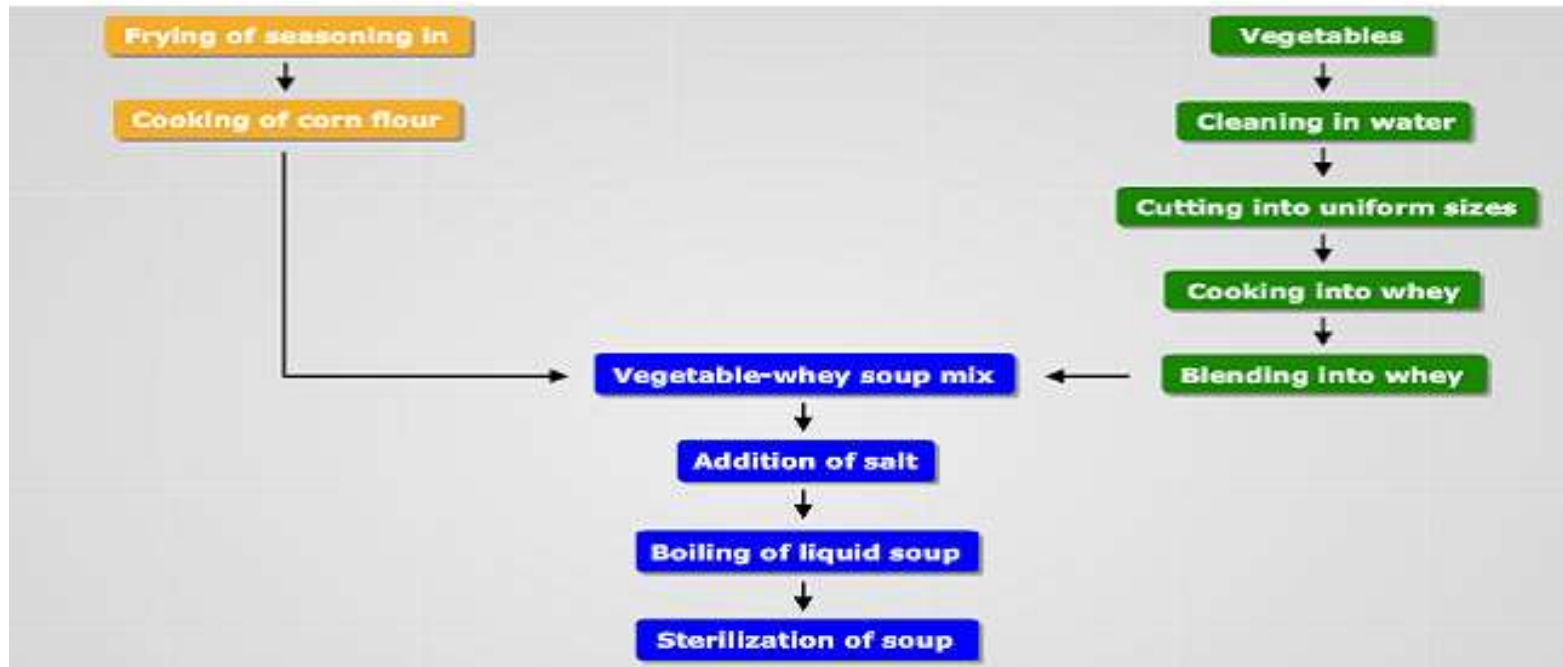 Frying of seasoning in
Cooking of corn flour
Vegetables
Cleaning in water
Cutting into uniform sizes
Cooking into whey
Blending into whey
Vegetable-whey soup mix
Addition of salt
Boiling of liquid soup
Sterilization of soup